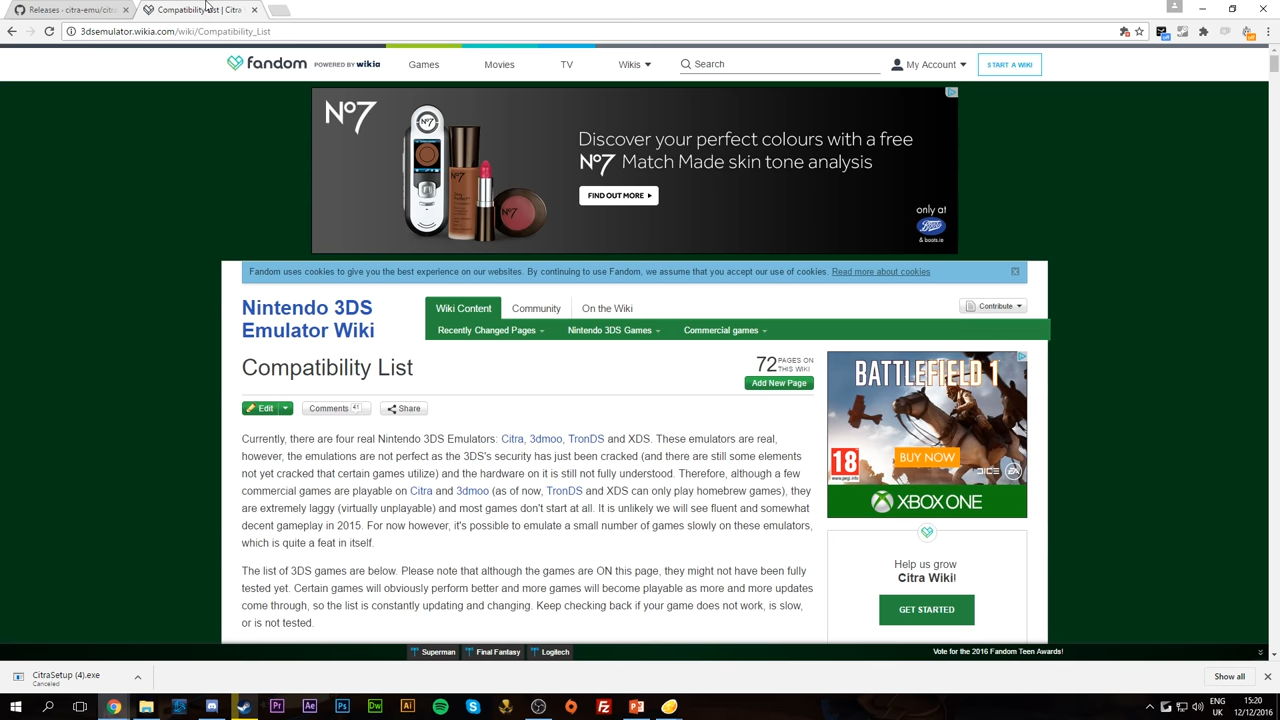 Releases · citra-emu/citra
Compatibility List | Citra
3dsemulator.wikia.com/wiki/Compatibility_List
fandom POWERED BY wikia
Games
Movies
TV
Wikis
Search
My Account
START A WIKI
No7
Discover your perfect colours with a free
No7 Match Made skin tone analysis
FIND OUT MORE
only at
Boots
& boots.ie
Fandom uses cookies to give you the best experience on our websites. By continuing to use Fandom, we assume that you accept our use of cookies. Read more about cookies
Nintendo 3DS
Emulator Wiki
Wiki Content
Community
On the Wiki
Contribute
Recently Changed Pages
Nintendo 3DS Games
Commercial games
Compatibility List
72 PAGES ON
THIS WIKI
Add New Page
Edit
Comments 41
Share
Currently, there are four real Nintendo 3DS Emulators: Citra, 3dmoo, TronDS and XDS. These emulators are real,
however, the emulations are not perfect as the 3DS's security has just been cracked (and there are still some elements
not yet cracked that certain games utilize) and the hardware on it is still not fully understood. Therefore, although a few
commercial games are playable on Citra and 3dmoo (as of now, TronDS and XDS can only play homebrew games), they
are extremely laggy (virtually unplayable) and most games don't start at all. It is unlikely we will see fluent and somewhat
decent gameplay in 2015. For now however, it's possible to emulate a small number of games slowly on these emulators,
which is quite a feat in itself.
The list of 3DS games are below. Please note that although the games are ON this page, they might not have been fully
tested yet. Certain games will obviously perform better and more games will become playable as more and more updates
come through, so the list is constantly updating and changing. Keep checking back if your game does not work, is slow,
or is not tested.
BATTLEFIELD 1
18
www.pegi.info
BUY NOW
DICE
EA
XBOX ONE
Help us grow
Citra Wiki!
GET STARTED
Superman
Final Fantasy
Logitech
Vote for the 2016 Fandom Teen Awards!
CitraSetup (4).exe
Canceled
Show all
Pr
Ae
Ps
Dw
Ai
ENG
UK
15:20
12/12/2016